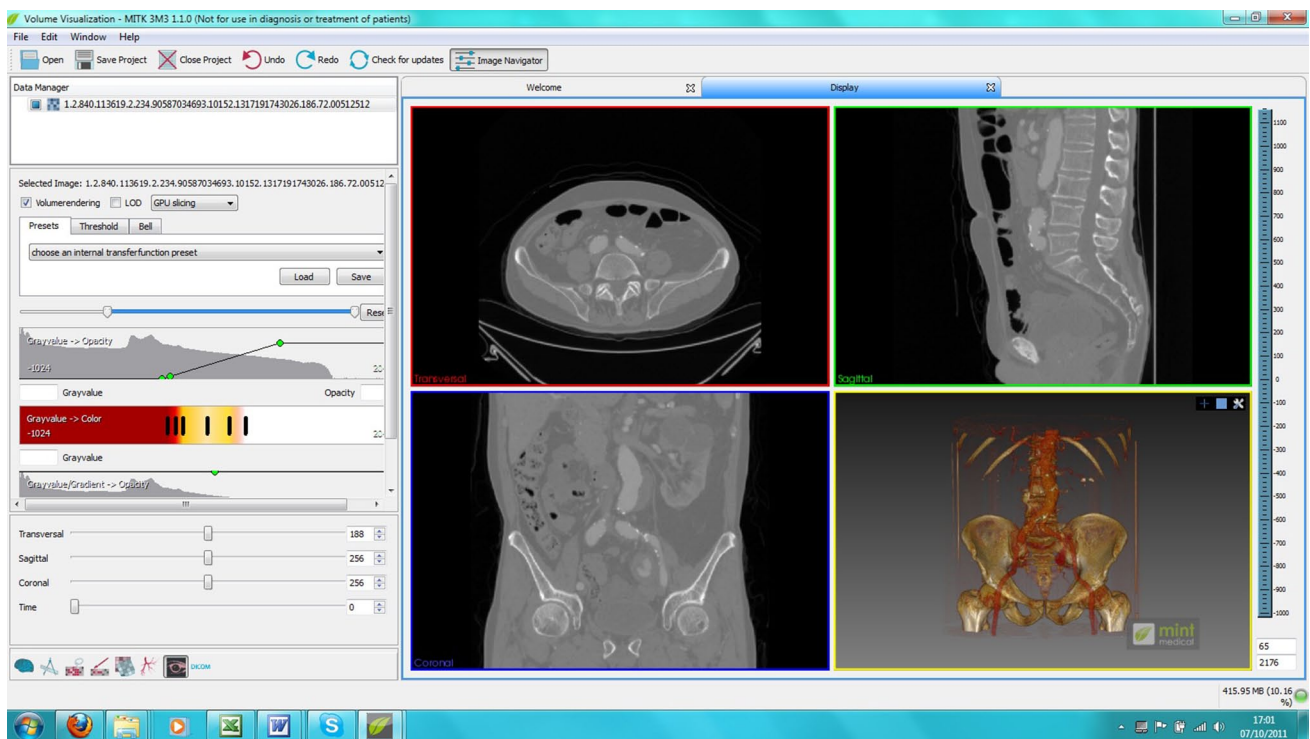 Volume Visualization - MITK 3M3 1.1.0 (Not for use in diagnosis or treatment of patients)
File Edit Window Help
Open Save Project Close Project Undo Redo Check for updates Image Navigator
Data Manager
1.2.840.113619.2.234.90587034693.10152.1317191743026.186.72.00512512
Welcome Display
Selected Image: 1.2.840.113619.2.234.90587034693.10152.1317191743026.186.72.00512
Volumerendering LOD GPU slicing
Presets Threshold Bell
choose an internal transferfunction preset
Load Save
Rese
Grayvalue -> Opacity
-1024 20
Grayvalue Opacity
Grayvalue -> Color
-1024 20
Grayvalue
Grayvalue/Gradient -> Opacity
Transversal 188
Sagittal 256
Coronal 256
Time 0
DICOM
Transversal
Sagittal
Coronal
mint
medical
1100
1000
900
800
700
600
500
400
300
200
100
0
-100
-200
-300
-400
-500
-600
-700
-800
-900
-1000
65
2176
415.95 MB (10.16
%)
17:01
07/10/2011